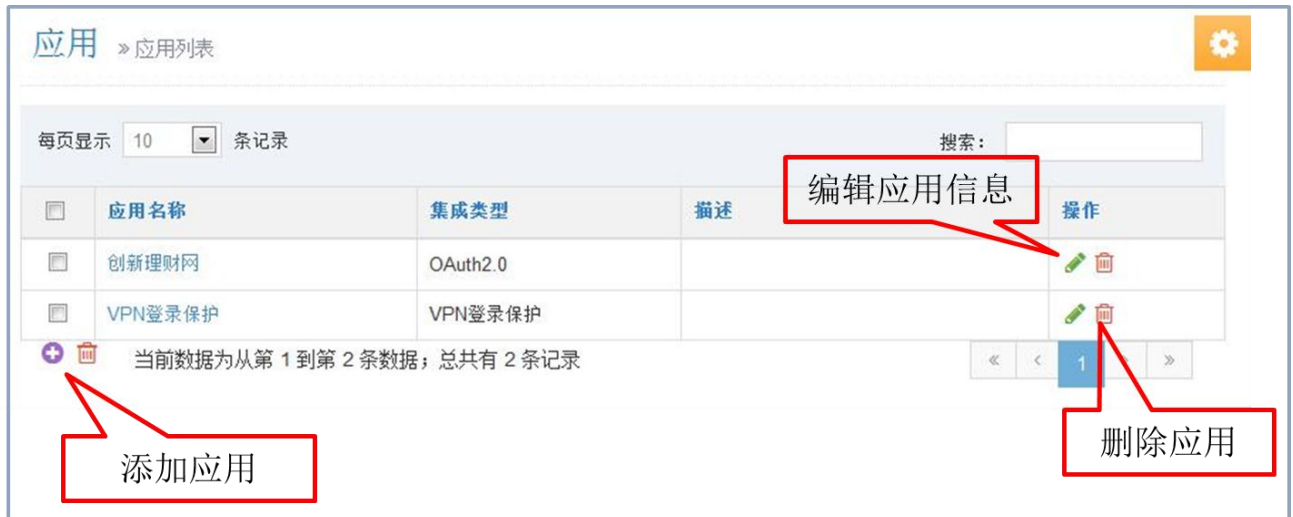 应用 » 应用列表
每页显示 10 条记录 搜索：
编辑应用信息
应用名称 集成类型 描述 操作
创新理财网 OAuth2.0
VPN登录保护 VPN登录保护
当前数据为从第 1 到第 2 条数据；总共有 2 条记录 « < 1 » 
添加应用
删除应用